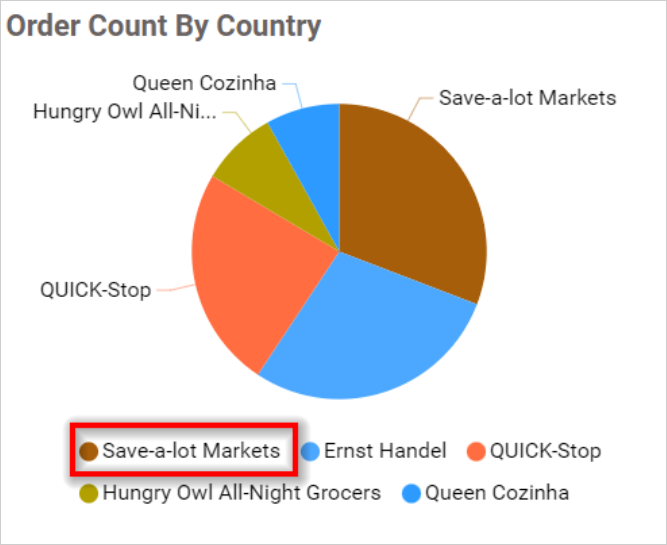 Order Count By Country
Queen Cozinha
Save-a-lot Markets
Hungry Owl All-Ni...
QUICK-Stop
Save-a-lot Markets Ernst Handel QUICK-Stop
Hungry Owl All-Night Grocers Queen Cozinha